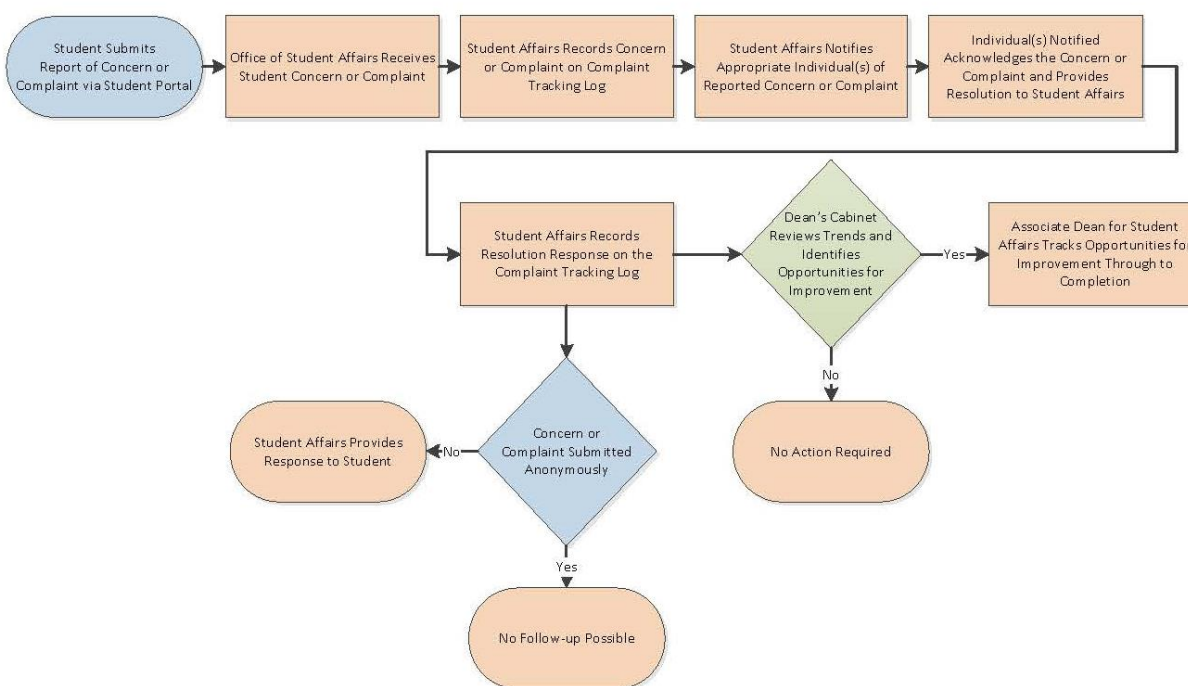 Student Submits
Report of Concern or
Complaint via Student Portal
Office of Student Affairs Receives
Student Concern or Complaint
Student Affairs Records Concern
or Complaint on Complaint
Tracking Log
Student Affairs Notifies
Appropriate Individual(s) of
Reported Concern or Complaint
Individual(s) Notified
Acknowledges the Concern or
Complaint and Provides
Resolution to Student Affairs
Student Affairs Records
Resolution Response on the
Complaint Tracking Log
Dean's Cabinet
Reviews Trends and
Identifies
Opportunities for
Improvement
Yes
Associate Dean for Student
Affairs Tracks Opportunities for
Improvement Through to
Completion
No
No Action Required
Concern or
Complaint Submitted
Anonymously
No
Student Affairs Provides
Response to Student
Yes
No Follow-up Possible